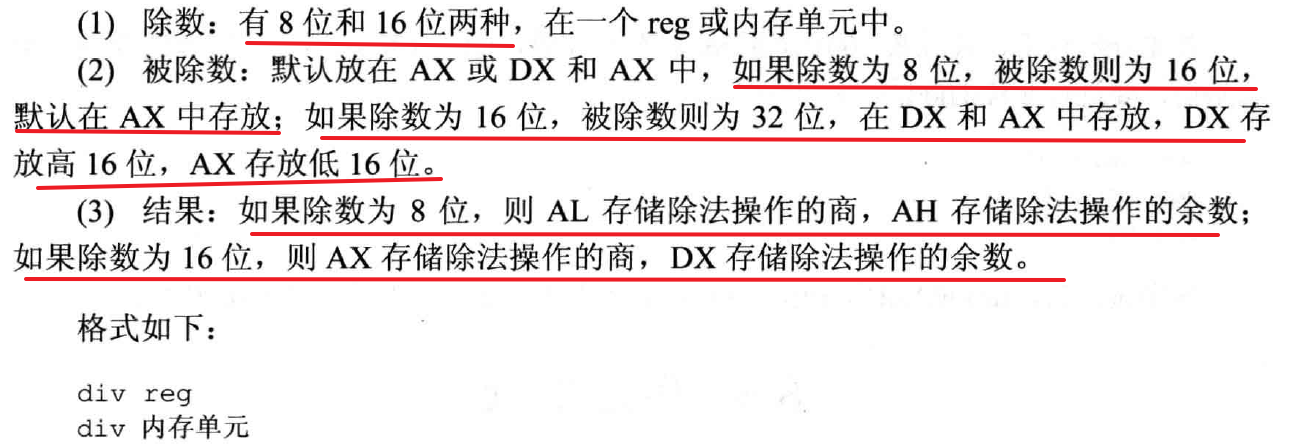 (1) 除数：有 8 位和 16 位两种，在一个 reg 或内存单元中。
(2) 被除数：默认放在 AX 或 DX 和 AX 中，如果除数为 8 位，被除数则为 16 位，
默认在 AX 中存放；如果除数为 16 位，被除数则为 32 位，在 DX 和 AX 中存放，DX 存
放高 16 位，AX 存放低 16 位。
(3) 结果：如果除数为 8 位，则 AL 存储除法操作的商，AH 存储除法操作的余数；
如果除数为 16 位，则 AX 存储除法操作的商，DX 存储除法操作的余数。
格式如下：
div reg
div 内存单元